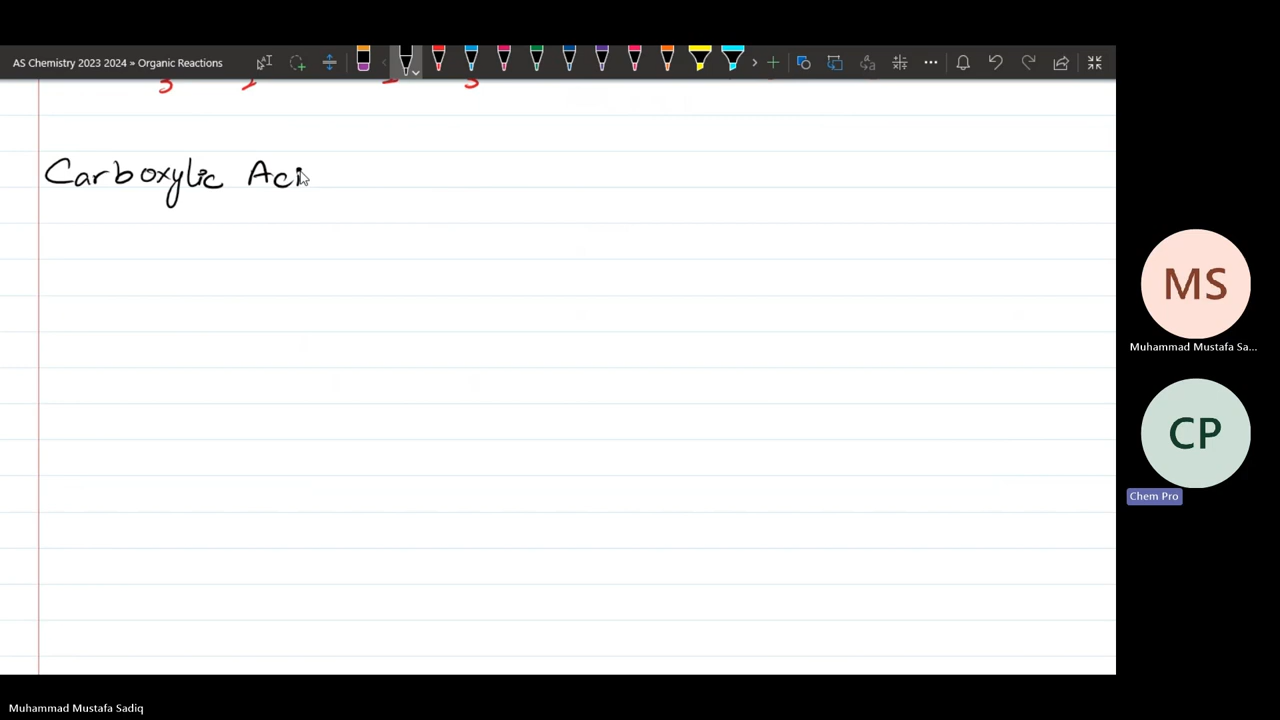 AS Chemistry 2023 2024 » Organic Reactions
Carboxylic Aci
MS
Muhammad Mustafa Sa...
CP
Chem Pro
Muhammad Mustafa Sadiq